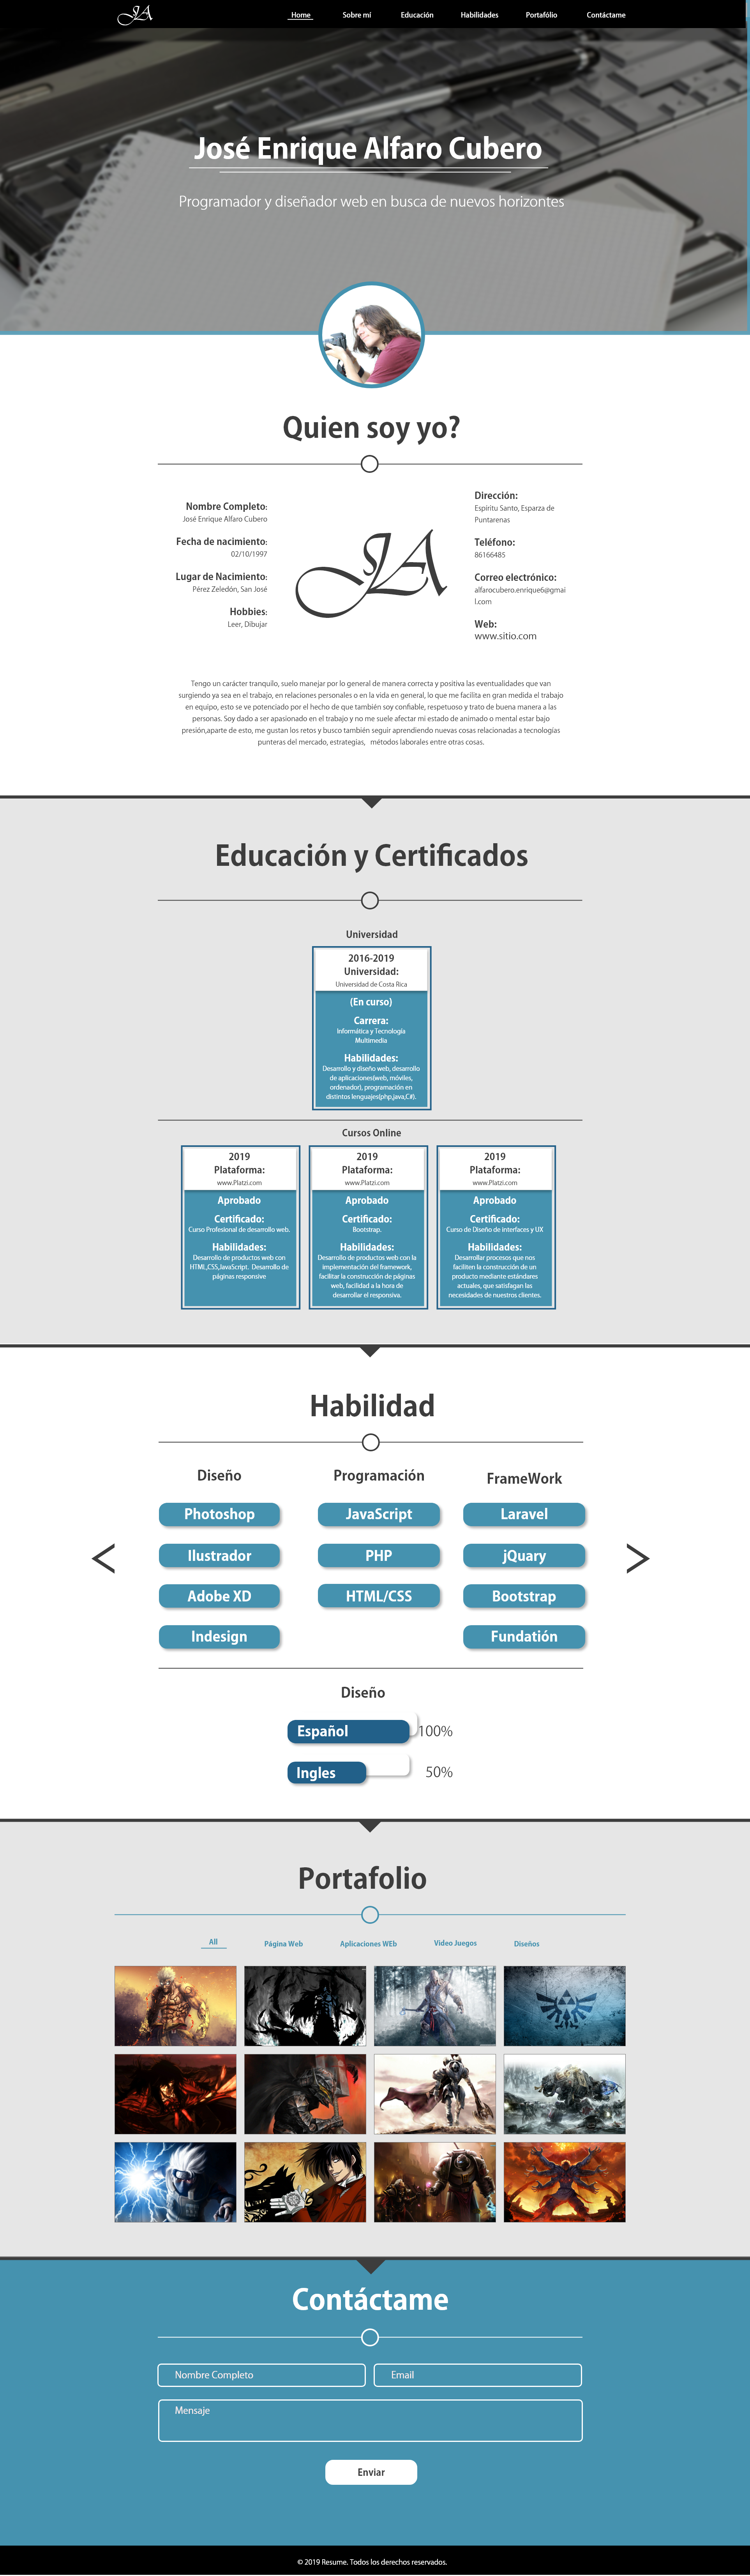 JA
Home Sobre mí Educación Habilidades Portafólio Contáctame
José Enrique Alfaro Cubero
Programador y diseñador web en busca de nuevos horizontes
Quien soy yo?
Nombre Completo:
José Enrique Alfaro Cubero
Fecha de nacimiento:
02/10/1997
Lugar de Nacimiento:
Pérez Zeledón, San José
Hobbies:
Leer, Dibujar
JA
Dirección:
Espíritu Santo, Esparza de
Puntarenas
Teléfono:
86166485
Correo electrónico:
alfarocubero.enrique6@gmai
l.com
Web:
www.sitio.com
Tengo un carácter tranquilo, suelo manejar por lo general de manera correcta y positiva las eventualidades que van
surgiendo ya sea en el trabajo, en relaciones personales o en la vida en general, lo que me facilita en gran medida el trabajo
en equipo, esto se ve potenciado por el hecho de que también soy confiable, respetuoso y trato de buena manera a las
personas. Soy dado a ser apasionado en el trabajo y no me suele afectar mi estado de animado o mental estar bajo
presión,aparte de esto, me gustan los retos y busco también seguir aprendiendo nuevas cosas relacionadas a tecnologías
punteras del mercado, estrategias, métodos laborales entre otras cosas.
Educación y Certificados
Universidad
2016-2019
Universidad:
Universidad de Costa Rica
(En curso)
Carrera:
Informática y Tecnología
Multimedia
Habilidades:
Desarrollo y diseño web, desarrollo
de aplicaciones(web, móviles,
ordenador), programación en
distintos lenguajes(php,java,C#).
Cursos Online
2019
Plataforma:
www.Platzi.com
Aprobado
Certificado:
Curso Profesional de desarrollo web.
Habilidades:
Desarrollo de productos web con
HTML,CSS,JavaScript. Desarrollo de
páginas responsive
2019
Plataforma:
www.Platzi.com
Aprobado
Certificado:
Bootstrap.
Habilidades:
Desarrollo de productos web con la
implementación del framework,
facilitar la construcción de páginas
web, facilidad a la hora de
desarrollar el responsiva.
2019
Plataforma:
www.Platzi.com
Aprobado
Certificado:
Curso de Diseño de interfaces y UX
Habilidades:
Desarrollar procesos que nos
faciliten la construcción de un
producto mediante estándares
actuales, que satisfagan las
necesidades de nuestros clientes.
Habilidad
Diseño
Photoshop
Ilustrador
Adobe XD
Indesign
Programación
JavaScript
PHP
HTML/CSS
FrameWork
Laravel
jQuary
Bootstrap
Fundatión
< >
Diseño
Español 100%
Ingles 50%
Portafolio
All Página Web Aplicaciones WEb Video Juegos Diseños
Contáctame
Nombre Completo Email
Mensaje
Enviar
© 2019 Resume. Todos los derechos reservados.